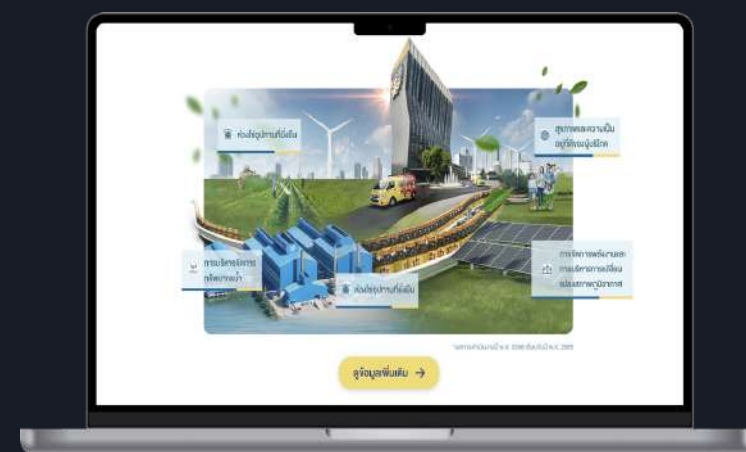 ห่วงโซ่อุปทานที่ยั่งยืน
สุขภาพและความเป็น
อยู่ที่ดีของผู้บริโภค
การบริหารจัดการ
ทรัพยากรน้ำ
ห่วงโซ่อุปทานที่ยั่งยืน
การจัดการพลังงานและ
การบริหารการเปลี่ยน
แปลงสภาพภูมิอากาศ
ดูข้อมูลเพิ่มเติม